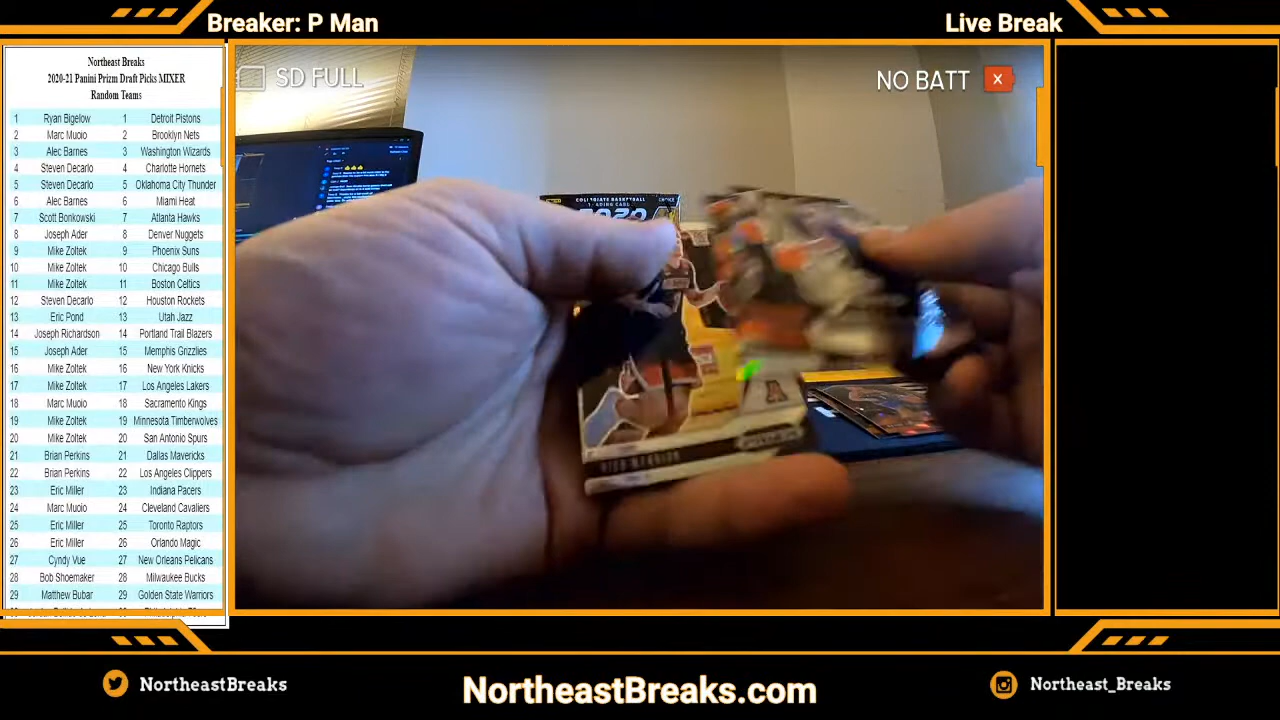 Breaker: P Man
Live Break
Northeast Breaks
2020-21 Panini Prizm Draft Picks MIXER
Random Teams
1 Ryan Bigelow 1 Detroit Pistons
2 Marc Muoio 2 Brooklyn Nets
3 Alec Barnes 3 Washington Wizards
4 Steven Decarlo 4 Charlotte Hornets
5 Steven Decarlo 5 Oklahoma City Thunder
6 Alec Barnes 6 Miami Heat
7 Scott Bonkowski 7 Atlanta Hawks
8 Joseph Ader 8 Denver Nuggets
9 Mike Zoltek 9 Phoenix Suns
10 Mike Zoltek 10 Chicago Bulls
11 Mike Zoltek 11 Boston Celtics
12 Steven Decarlo 12 Houston Rockets
13 Eric Pond 13 Utah Jazz
14 Joseph Richardson 14 Portland Trail Blazers
15 Joseph Ader 15 Memphis Grizzlies
16 Mike Zoltek 16 New York Knicks
17 Mike Zoltek 17 Los Angeles Lakers
18 Marc Muoio 18 Sacramento Kings
19 Mike Zoltek 19 Minnesota Timberwolves
20 Mike Zoltek 20 San Antonio Spurs
21 Brian Perkins 21 Dallas Mavericks
22 Brian Perkins 22 Los Angeles Clippers
23 Eric Miller 23 Indiana Pacers
24 Marc Muoio 24 Cleveland Cavaliers
25 Eric Miller 25 Toronto Raptors
26 Eric Miller 26 Orlando Magic
27 Cyndy Vue 27 New Orleans Pelicans
28 Bob Shoemaker 28 Milwaukee Bucks
29 Matthew Bubar 29 Golden State Warriors
SD FULL
NO BATT
COLLEGIATE BASKETBALL
2020
NICO MANNION
PRIZM
NortheastBreaks
NortheastBreaks.com
Northeast_Breaks